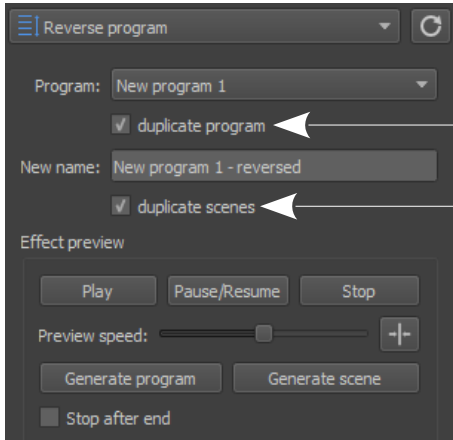 Reverse program
Program: New program 1
duplicate program
New name: New program 1 - reversed
duplicate scenes
Effect preview
Play Pause/Resume Stop
Preview speed:
Generate program Generate scene
Stop after end